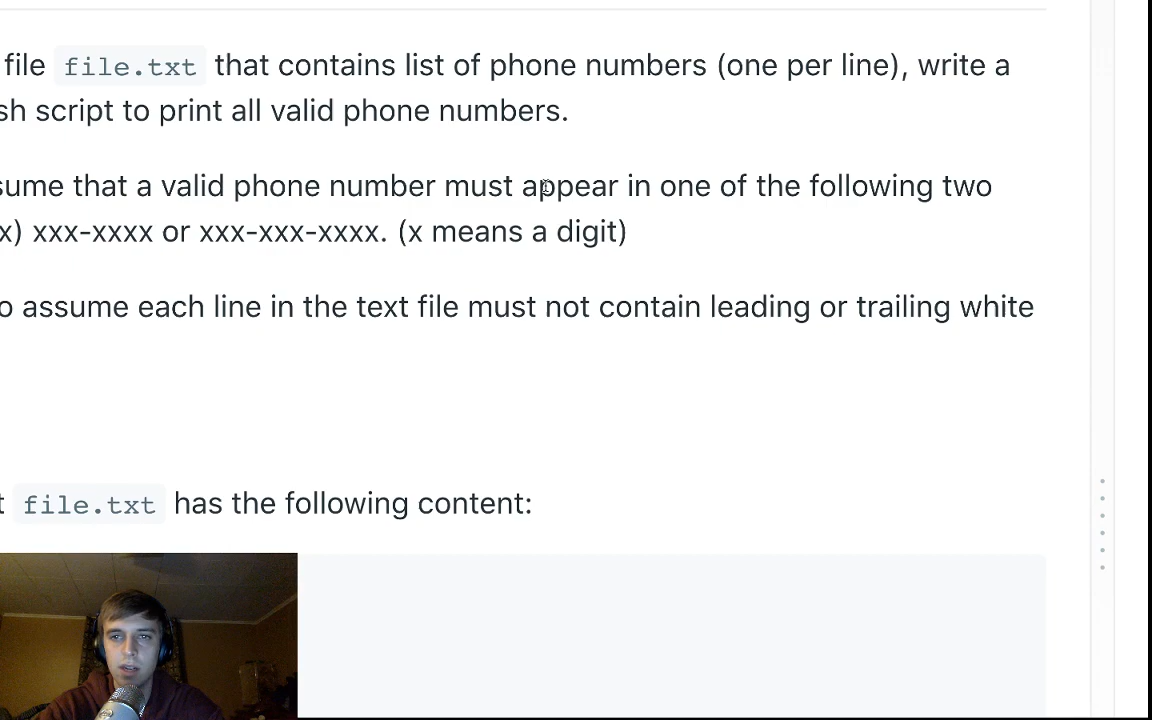 file file.txt that contains list of phone numbers (one per line), write a
sh script to print all valid phone numbers.
sume that a valid phone number must appear in one of the following two
x) xxx-xxxx or xxx-xxx-xxxx. (x means a digit)
o assume each line in the text file must not contain leading or trailing white
t file.txt has the following content: